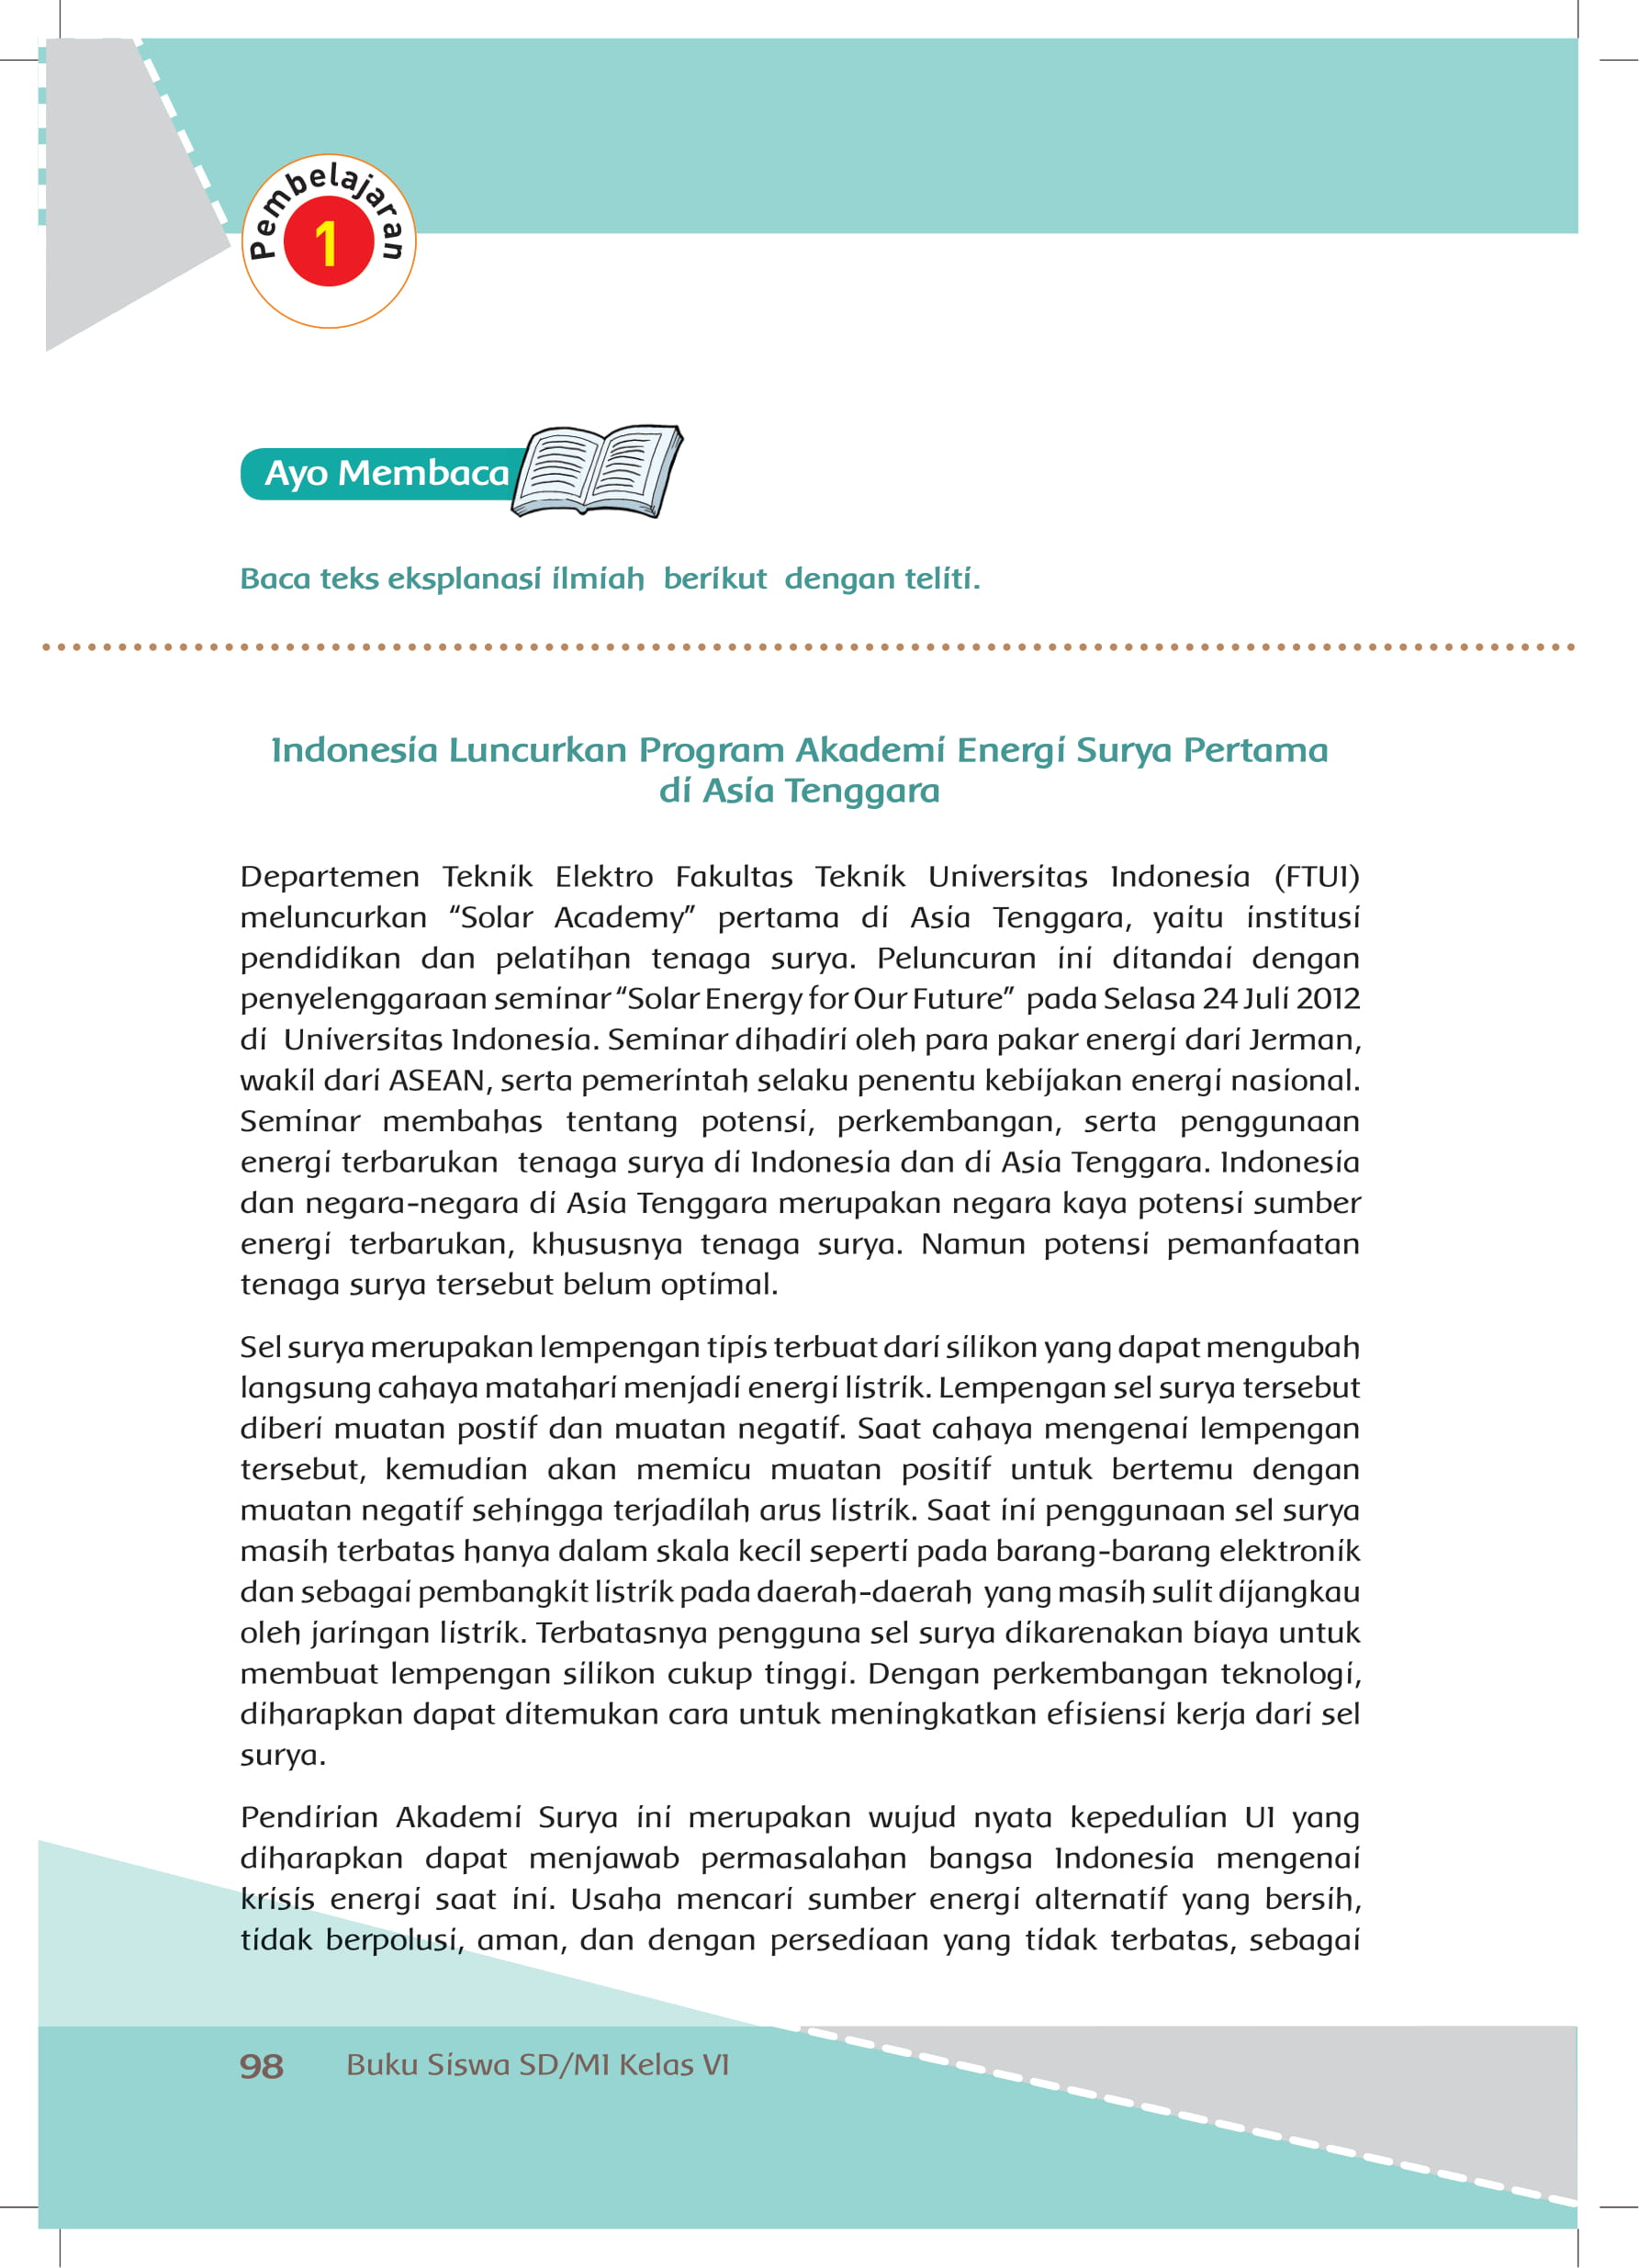 Pembelajaran
1
Ayo Membaca
Baca teks eksplanasi ilmiah berikut dengan teliti.
Indonesia Luncurkan Program Akademi Energi Surya Pertama
di Asia Tenggara
Departemen Teknik Elektro Fakultas Teknik Universitas Indonesia (FTUI)
meluncurkan “Solar Academy” pertama di Asia Tenggara, yaitu institusi
pendidikan dan pelatihan tenaga surya. Peluncuran ini ditandai dengan
penyelenggaraan seminar “Solar Energy for Our Future” pada Selasa 24 Juli 2012
di Universitas Indonesia. Seminar dihadiri oleh para pakar energi dari Jerman,
wakil dari ASEAN, serta pemerintah selaku penentu kebijakan energi nasional.
Seminar membahas tentang potensi, perkembangan, serta penggunaan
energi terbarukan tenaga surya di Indonesia dan di Asia Tenggara. Indonesia
dan negara-negara di Asia Tenggara merupakan negara kaya potensi sumber
energi terbarukan, khususnya tenaga surya. Namun potensi pemanfaatan
tenaga surya tersebut belum optimal.
Sel surya merupakan lempengan tipis terbuat dari silikon yang dapat mengubah
langsung cahaya matahari menjadi energi listrik. Lempengan sel surya tersebut
diberi muatan postif dan muatan negatif. Saat cahaya mengenai lempengan
tersebut, kemudian akan memicu muatan positif untuk bertemu dengan
muatan negatif sehingga terjadilah arus listrik. Saat ini penggunaan sel surya
masih terbatas hanya dalam skala kecil seperti pada barang-barang elektronik
dan sebagai pembangkit listrik pada daerah-daerah yang masih sulit dijangkau
oleh jaringan listrik. Terbatasnya pengguna sel surya dikarenakan biaya untuk
membuat lempengan silikon cukup tinggi. Dengan perkembangan teknologi,
diharapkan dapat ditemukan cara untuk meningkatkan efisiensi kerja dari sel
surya.
Pendirian Akademi Surya ini merupakan wujud nyata kepedulian UI yang
diharapkan dapat menjawab permasalahan bangsa Indonesia mengenai
krisis energi saat ini. Usaha mencari sumber energi alternatif yang bersih,
tidak berpolusi, aman, dan dengan persediaan yang tidak terbatas, sebagai
98 Buku Siswa SD/MI Kelas VI